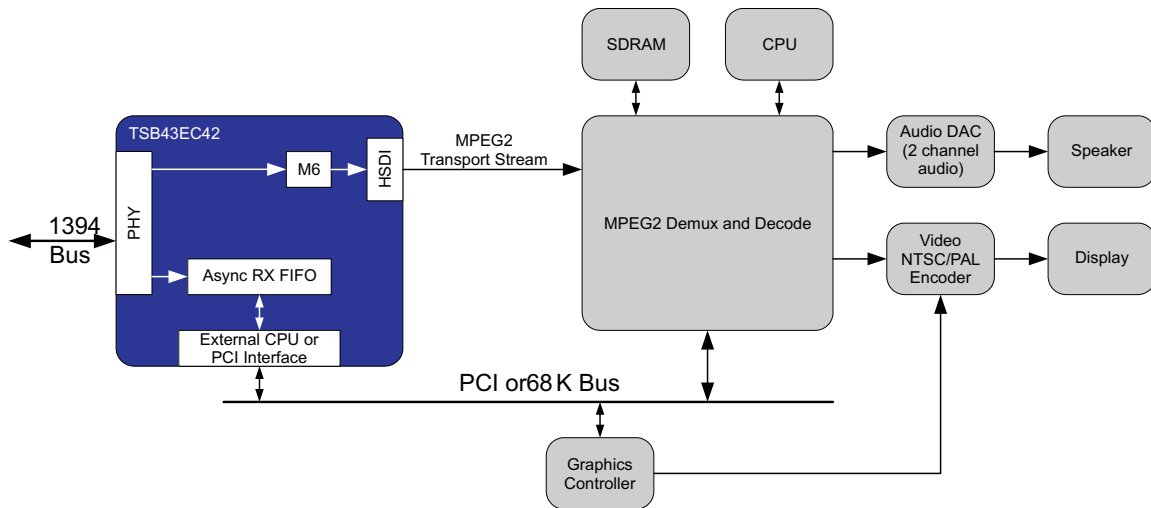 SDRAM
CPU
TSB43EC42
MPEG2
Transport Stream
M6
HSDI
PHY
1394
Bus
Async RX FIFO
External CPU or
PCI Interface
MPEG2 Demux and Decode
Audio DAC
(2 channel
audio)
Speaker
Video
NTSC/PAL
Encoder
Display
PCI or68K Bus
Graphics
Controller